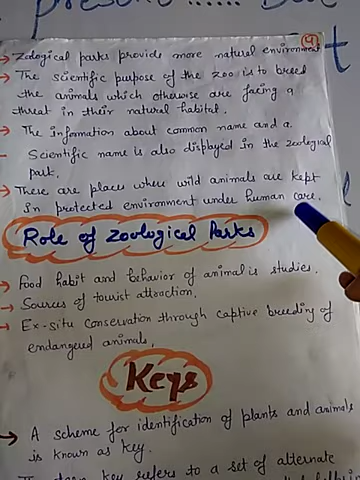 present ......
4
→ Zological parks provide more natural environment
→ The scientific purpose of the zoo is to breed
the animals which otherwise are facing a
threat in their natural habitat.
→ The information about common name and a
- Scientific name is also displayed in the zoological
park.
→ These are places where wild animals are kept
in protected environment under human care.
Role of Zoological Parks
→ Food habit and behavior of animal is studies.
→ Sources of tourist attraction.
→ Ex-situ Conservation through captive breeding of
endangered animals.
Keys
→ A scheme for identification of plants and animals
is known as key.
key refers to a set of alternate